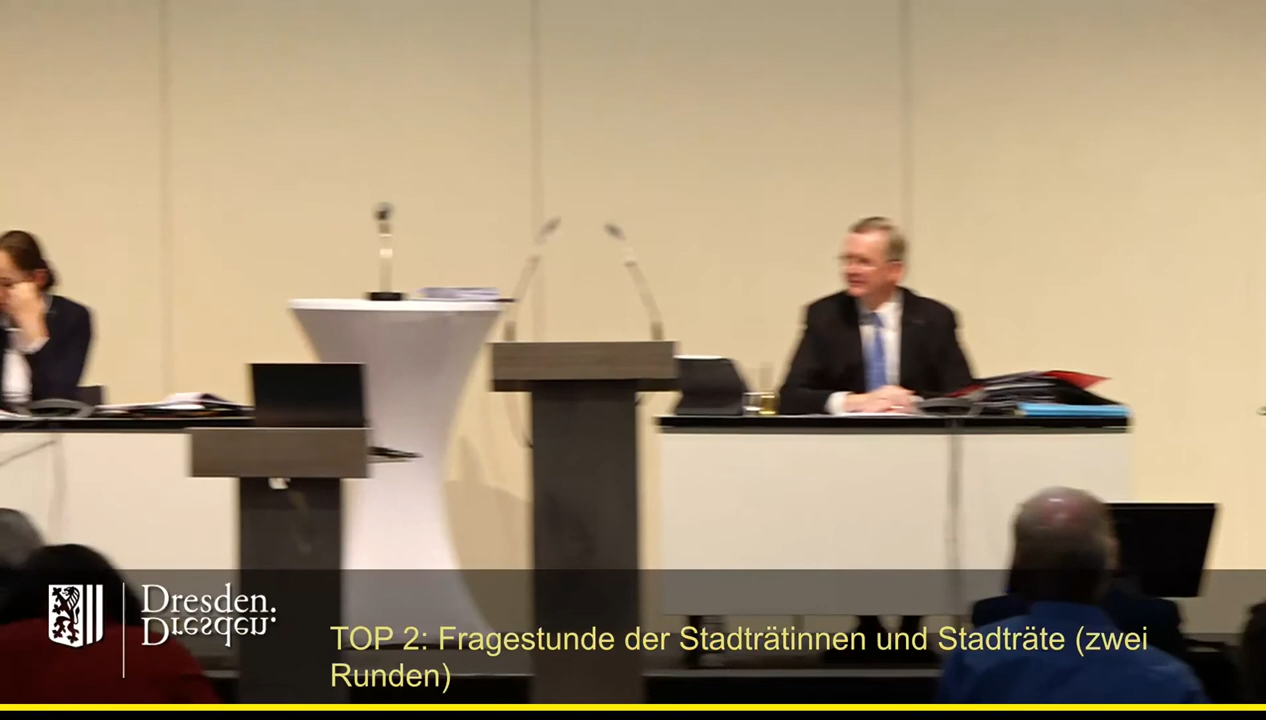 Dresden.
Dresden.
TOP 2: Fragestunde der Stadträtinnen und Stadträte (zwei
Runden)